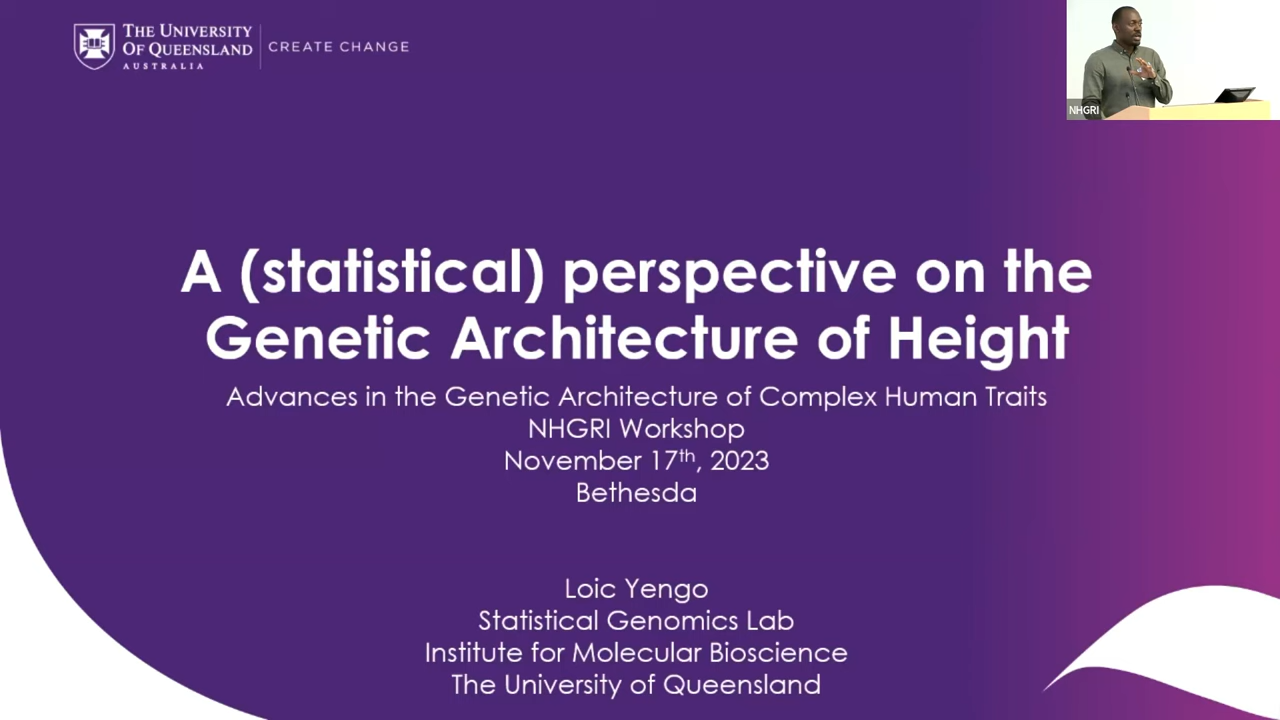 THE UNIVERSITY
OF QUEENSLAND
AUSTRALIA
CREATE CHANGE
NHGRI
A (statistical) perspective on the
Genetic Architecture of Height
Advances in the Genetic Architecture of Complex Human Traits
NHGRI Workshop
November 17th, 2023
Bethesda
Loic Yengo
Statistical Genomics Lab
Institute for Molecular Bioscience
The University of Queensland